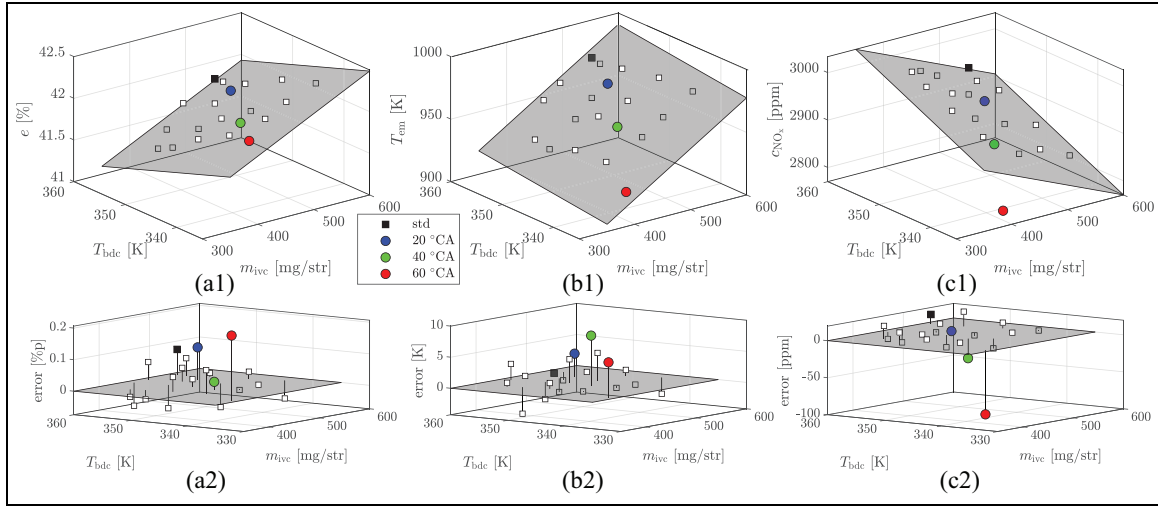 42.5
42
41.5
41
e [%]
360
350
340
T_bdc [K]
300
400
500
600
m_ivc [mg/str]
(a1)
1000
950
900
T_em [K]
360
350
340
T_bdc [K]
300
400
500
600
m_ivc [mg/str]
(b1)
3000
2900
2800
c_NOx [ppm]
360
350
340
T_bdc [K]
300
400
500
600
m_ivc [mg/str]
(c1)
std
20 °CA
40 °CA
60 °CA
0.2
0.1
0
error [%p]
360
350
340
330
T_bdc [K]
400
600
m_ivc [mg/str]
(a2)
10
5
0
error [K]
360
350
340
330
T_bdc [K]
400
600
m_ivc [mg/str]
(b2)
0
-50
-100
error [ppm]
360
350
340
330
T_bdc [K]
400
600
m_ivc [mg/str]
(c2)